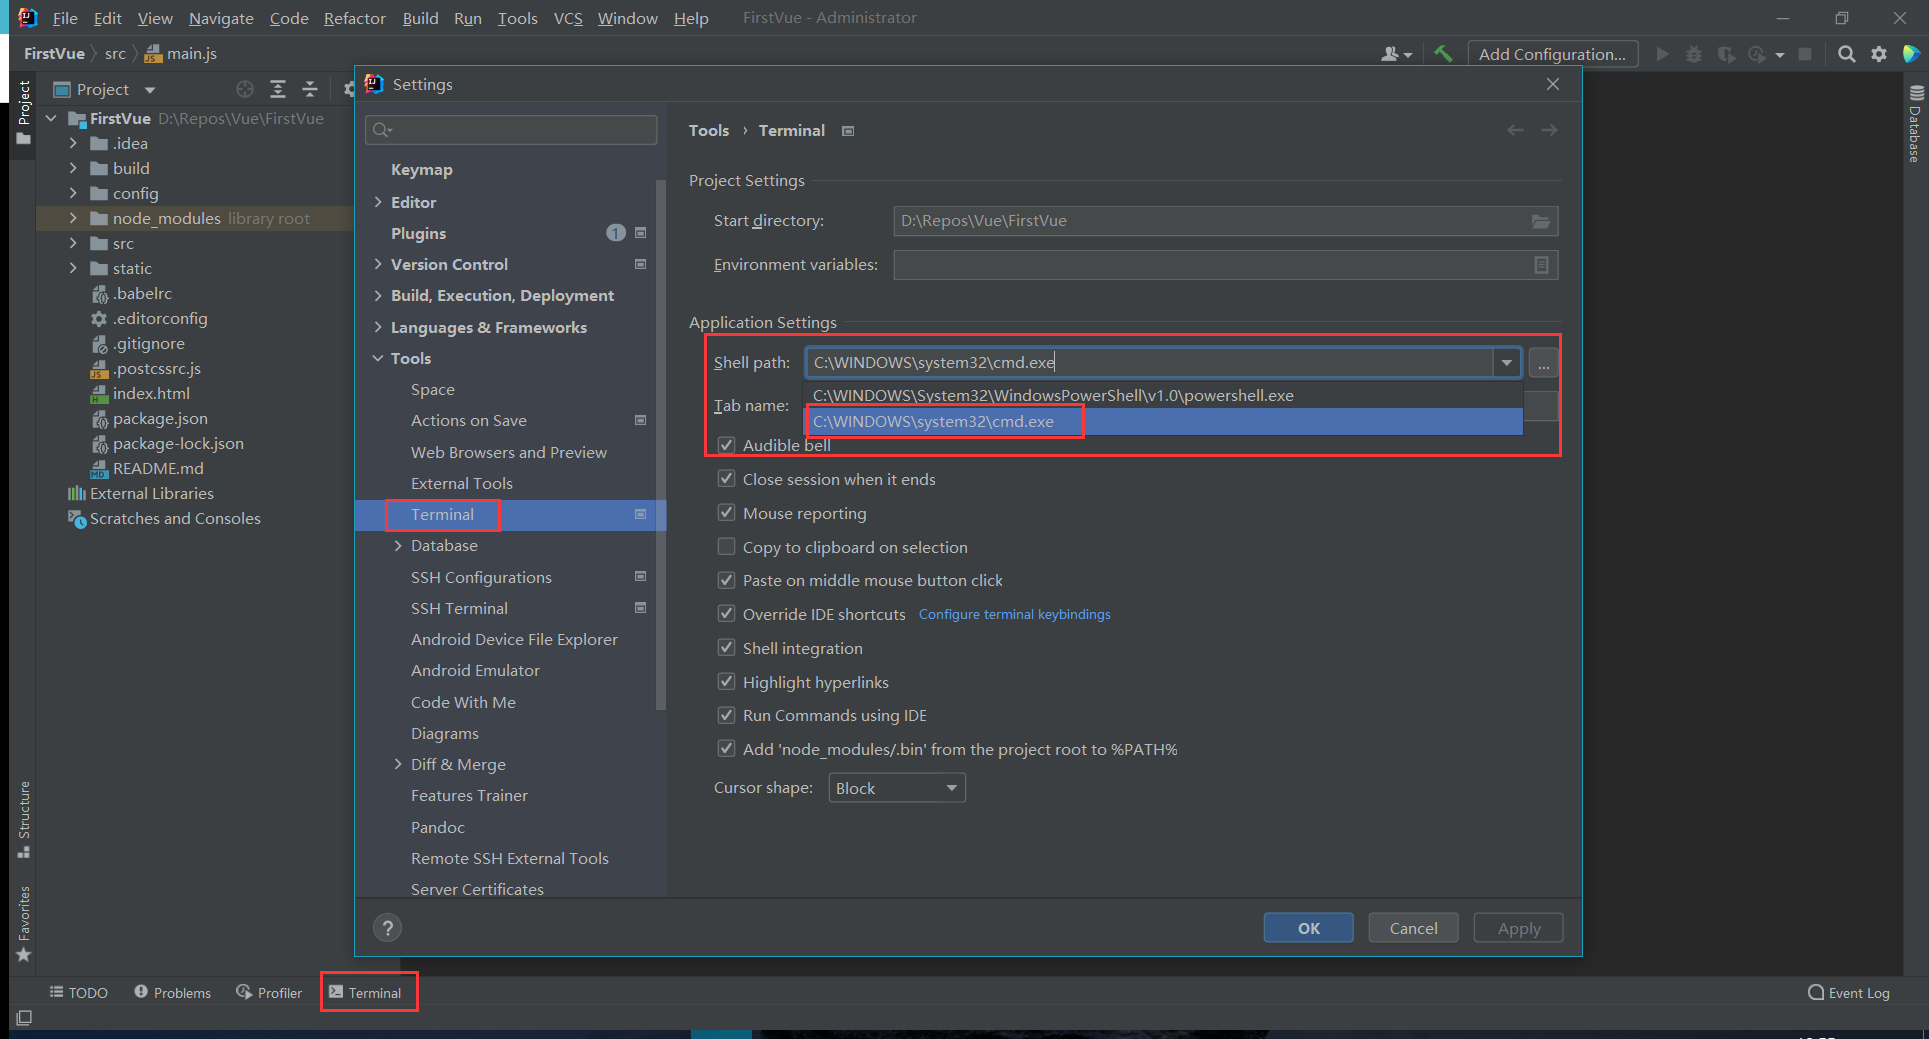 File Edit View Navigate Code Refactor Build Run Tools VCS Window Help FirstVue - Administrator
FirstVue src main.js
Add Configuration...
Project
Project
FirstVue D:\Repos\Vue\FirstVue
.idea
build
config
node_modules library root
src
static
.babelrc
.editorconfig
.gitignore
.postcssrc.js
index.html
package.json
package-lock.json
README.md
External Libraries
Scratches and Consoles
Structure
Favorites
Database
Settings
Keymap
Editor
Plugins 1
Version Control
Build, Execution, Deployment
Languages & Frameworks
Tools
Space
Actions on Save
Web Browsers and Preview
External Tools
Terminal
Database
SSH Configurations
SSH Terminal
Android Device File Explorer
Android Emulator
Code With Me
Diagrams
Diff & Merge
Features Trainer
Pandoc
Remote SSH External Tools
Server Certificates
Tools › Terminal
Project Settings
Start directory: D:\Repos\Vue\FirstVue
Environment variables:
Application Settings
Shell path: C:\WINDOWS\system32\cmd.exe ...
C:\WINDOWS\System32\WindowsPowerShell\v1.0\powershell.exe
Tab name:
C:\WINDOWS\system32\cmd.exe
Audible bell
Close session when it ends
Mouse reporting
Copy to clipboard on selection
Paste on middle mouse button click
Override IDE shortcuts Configure terminal keybindings
Shell integration
Highlight hyperlinks
Run Commands using IDE
Add 'node_modules/.bin' from the project root to %PATH%
Cursor shape: Block
? OK Cancel Apply
TODO Problems Profiler Terminal Event Log